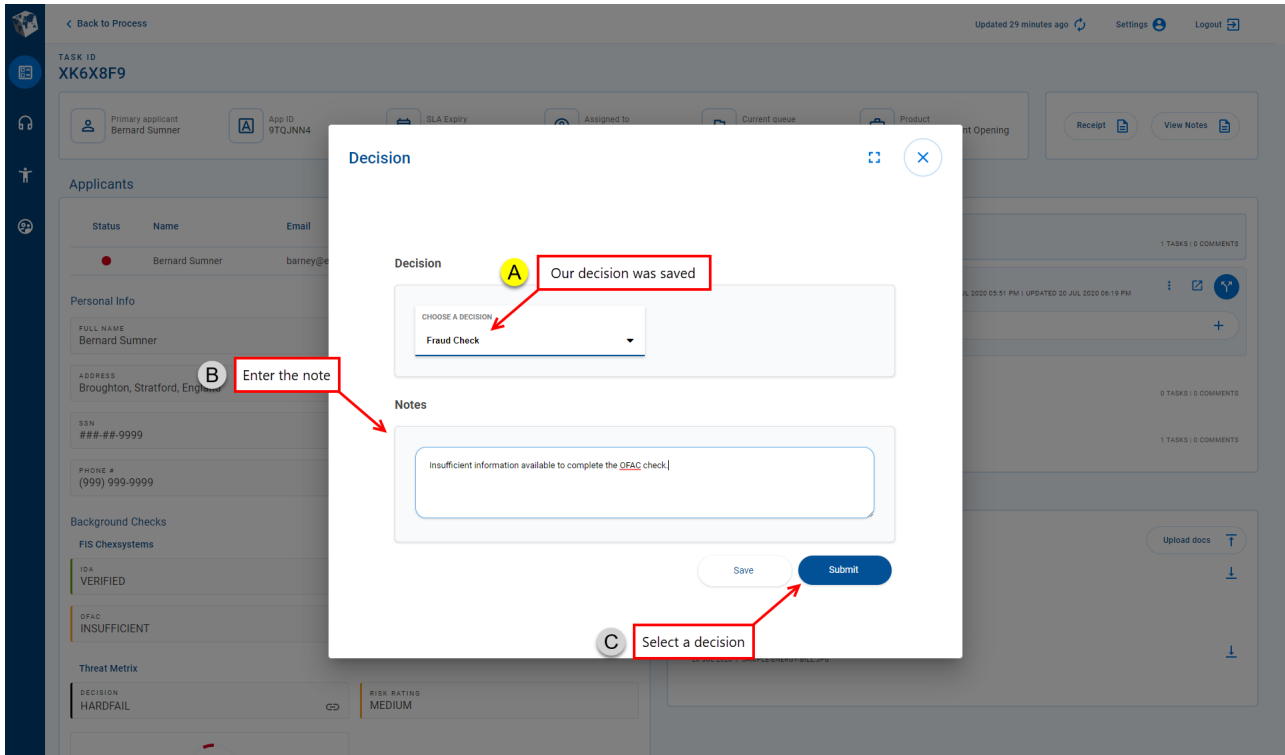 Back to Process
Updated 29 minutes ago
Settings
Logout
TASK ID
XK6X8F9
Primary applicant
Bernard Sumner
App ID
9TQJNN4
SLA Expiry
Assigned to
Current queue
Product
nt Opening
Receipt
View Notes
Applicants
Status Name Email
Bernard Sumner barney@e
Personal Info
FULL NAME
Bernard Sumner
ADDRESS
Broughton, Stratford, England
SSN
###-##-9999
PHONE #
(999) 999-9999
Background Checks
FIS Chexsystems
IDA
VERIFIED
OFAC
INSUFFICIENT
Threat Metrix
DECISION
HARDFAIL
RISK RATING
MEDIUM
Decision
Decision
A
Our decision was saved
CHOOSE A DECISION
Fraud Check
B
Enter the note
Notes
Insufficient information available to complete the OFAC check.
Save
Submit
C
Select a decision
1 TASKS | 0 COMMENTS
JL 2020 05:51 PM | UPDATED 20 JUL 2020 06:19 PM
0 TASKS | 0 COMMENTS
1 TASKS | 0 COMMENTS
Upload docs